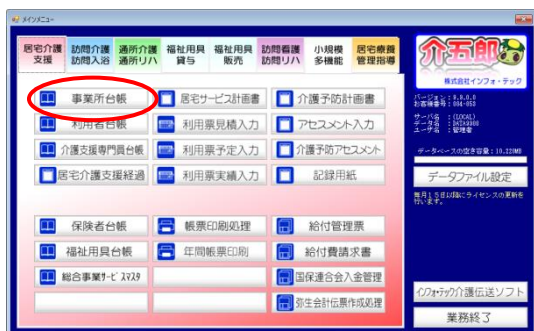 メインメニュー
居宅介護支援
訪問介護 訪問入浴
通所介護 通所リハ
福祉用具 貸与
福祉用具 販売
訪問看護 訪問リハ
小規模 多機能
居宅療養 管理指導
介五郎
株式会社インフォ・テック
事業所台帳
居宅サービス計画書
介護予防計画書
バージョン：9.0.0.0
お客様番号：004-050
利用者台帳
利用票見積入力
アセスメント入力
サーバ名 ：(LOCAL)
データ名 ：DATA9000
ユーザ名 ：管理者
介護支援専門員台帳
利用票予定入力
介護予防アセスメント
データベースの空き容量：10,220MB
居宅介護支援経過
利用票実績入力
記録用紙
データファイル設定
毎月15日以降にライセンスの更新を行います。
保険者台帳
帳票印刷処理
給付管理票
福祉用具台帳
年間帳票印刷
給付費請求書
総合事業ｻｰﾋﾞｽﾏｽﾀ
国保連合会入金管理
弥生会計伝票作成処理
ｲﾝﾌｫ･ﾃｯｸ介護伝送ソフト
業務終了